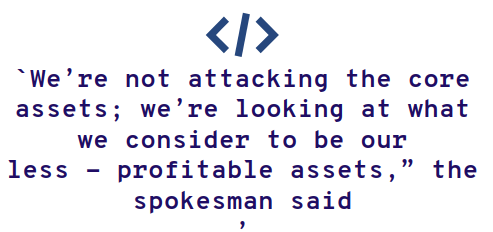 </>
`We’re not attacking the core
assets; we’re looking at what
we consider to be our
less – profitable assets,” the
spokesman said
’